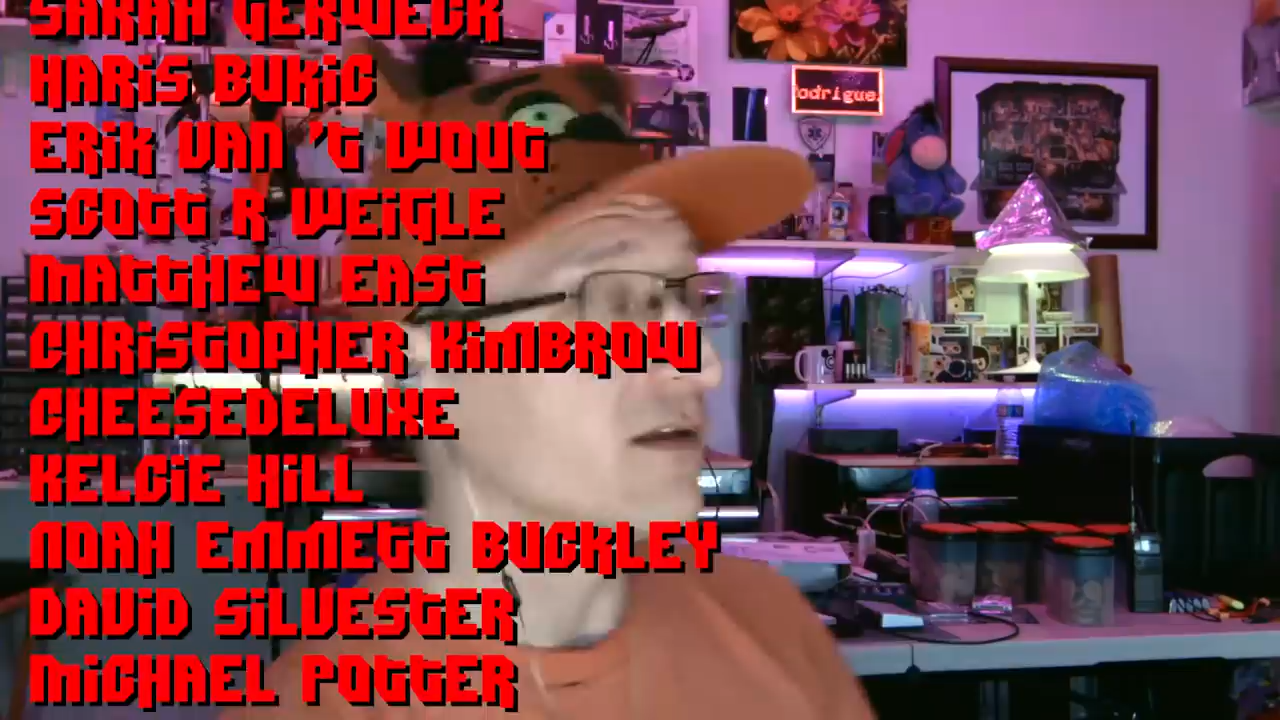 SARAH GERWECK
HARIS BUKIC
ERIK VAN 'T WOUT
SCOTT R WEIGLE
MATTHEW EAST
CHRISTOPHER KIMBROW
CHEESEDELUXE
KELCIE HILL
NOAH EMMETT BUCKLEY
DAVID SILVESTER
MICHAEL POTTER
odrigue